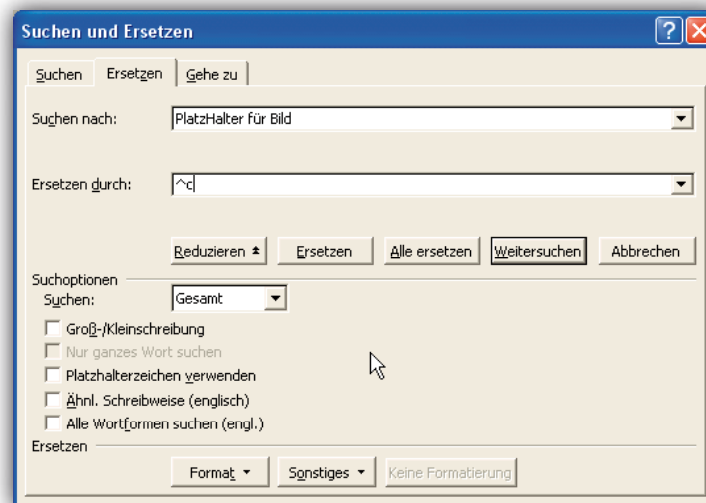 Suchen und Ersetzen
Suchen Ersetzen Gehe zu
Suchen nach: PlatzHalter für Bild
Ersetzen durch: ^c
Reduzieren Ersetzen Alle ersetzen Weitersuchen Abbrechen
Suchoptionen
Suchen: Gesamt
Groß-/Kleinschreibung
Nur ganzes Wort suchen
Platzhalterzeichen verwenden
Ähnl. Schreibweise (englisch)
Alle Wortformen suchen (engl.)
Ersetzen
Format Sonstiges Keine Formatierung